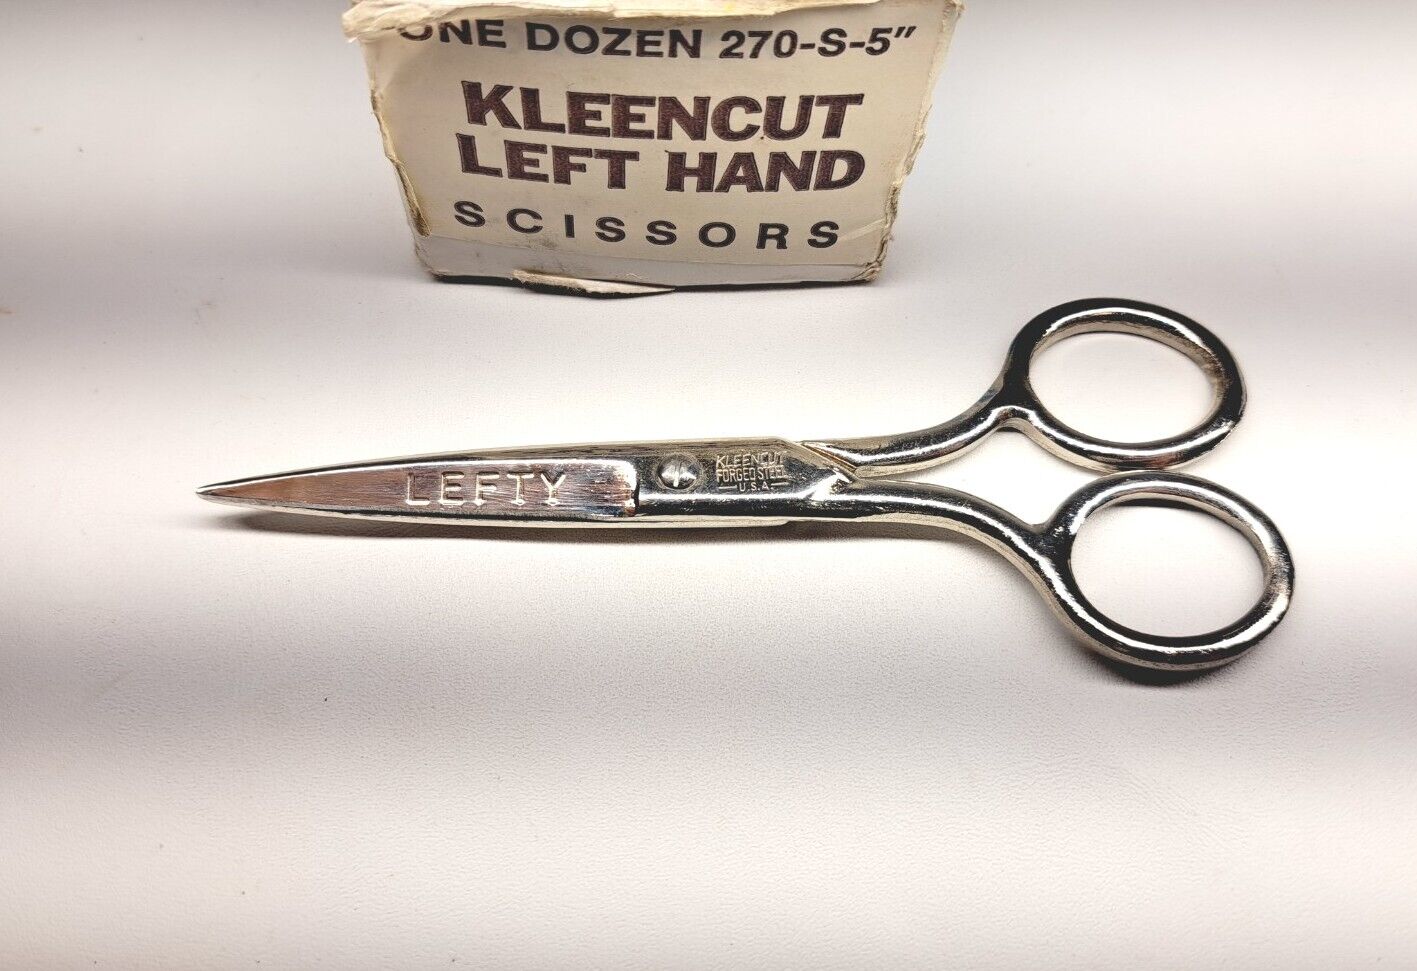 ONE DOZEN 270-S-5"
KLEENCUT
LEFT HAND
SCISSORS
LEFTY
KLEENCUT
FORGED STEEL
U.S.A.